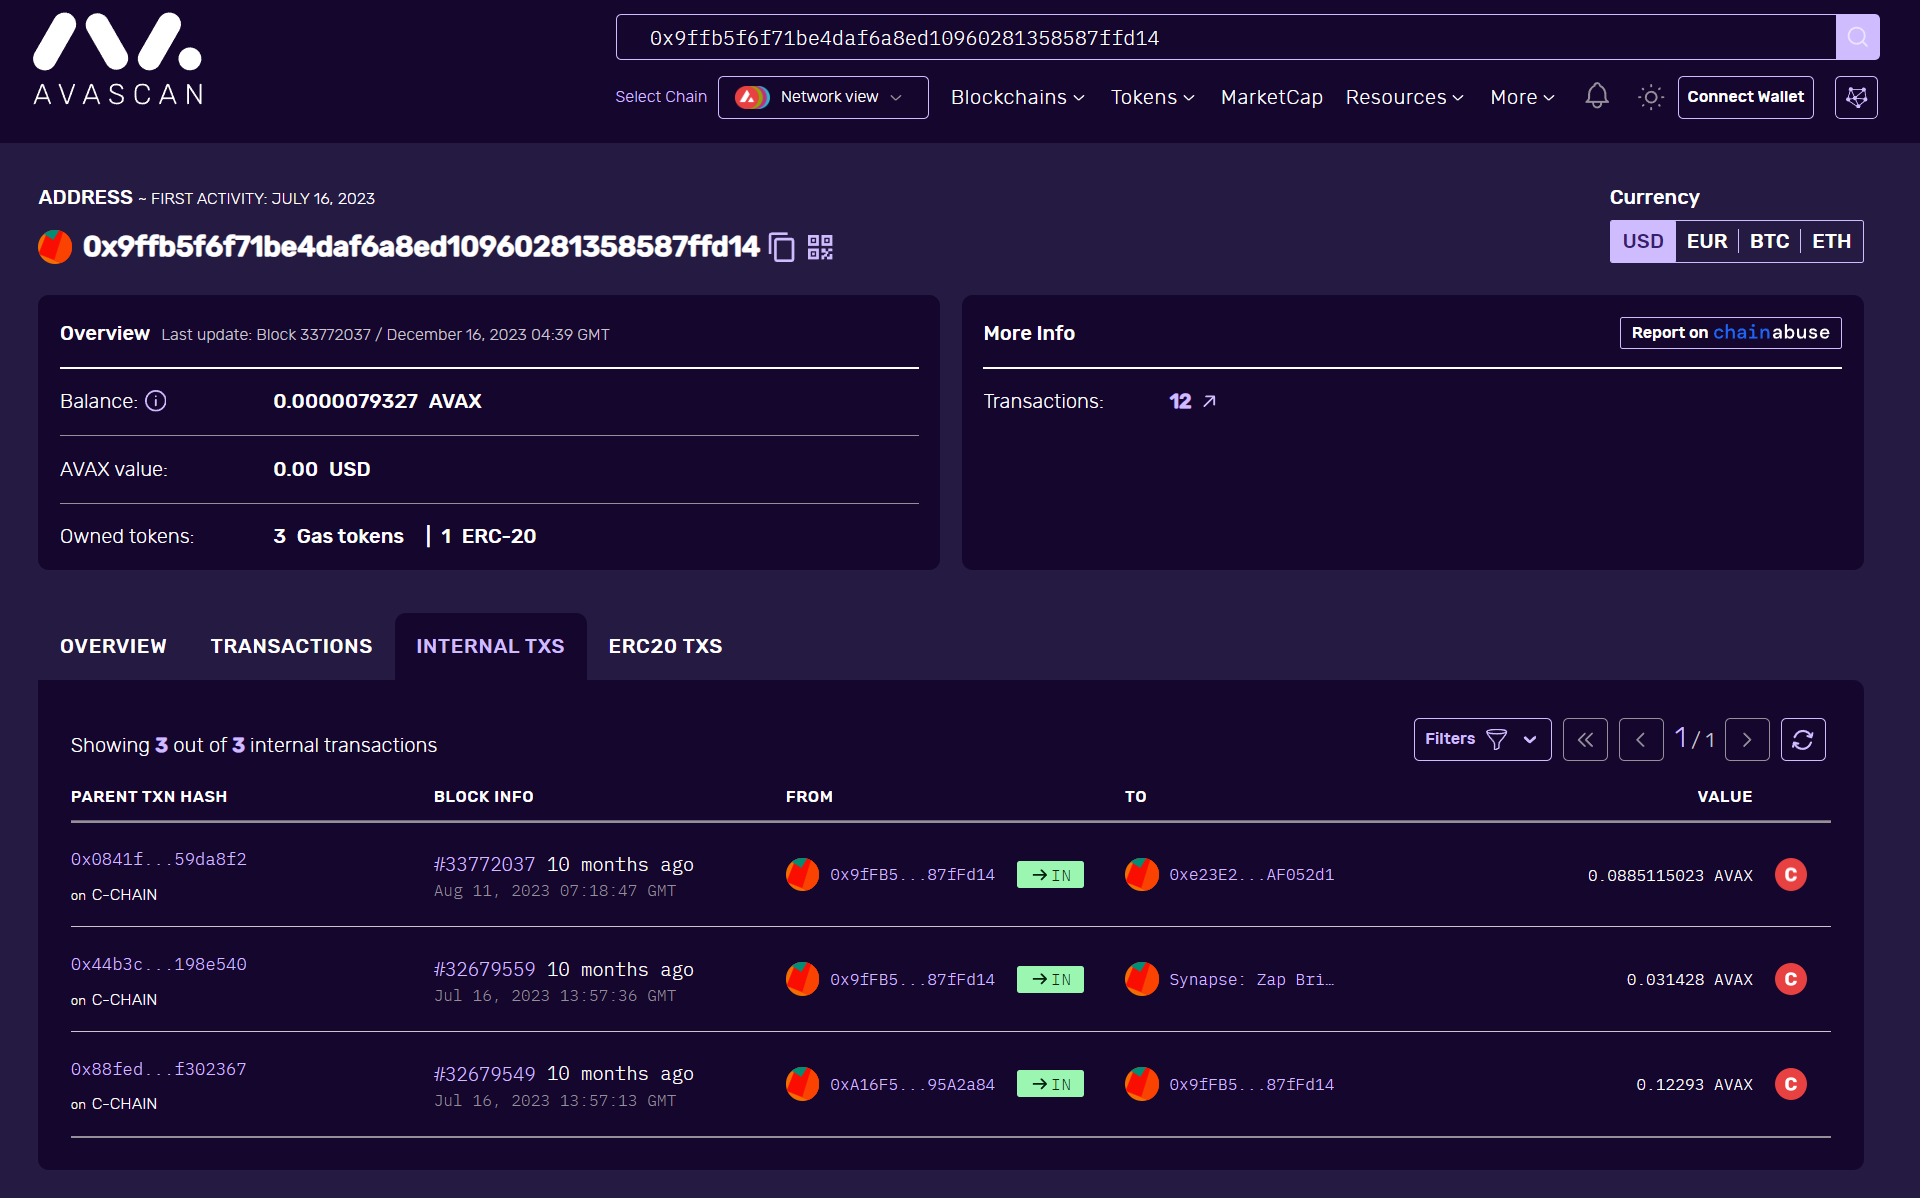 0x9ffb5f6f71be4daf6a8ed10960281358587ffd14
AVASCAN
Select Chain Network view Blockchains Tokens MarketCap Resources More Connect Wallet
ADDRESS ~ FIRST ACTIVITY: JULY 16, 2023
0x9ffb5f6f71be4daf6a8ed10960281358587ffd14
Currency
USD EUR BTC ETH
Overview Last update: Block 33772037 / December 16, 2023 04:39 GMT
Balance: 0.0000079327 AVAX
AVAX value: 0.00 USD
Owned tokens: 3 Gas tokens | 1 ERC-20
More Info Report on chainabuse
Transactions: 12
OVERVIEW TRANSACTIONS INTERNAL TXS ERC20 TXS
Showing 3 out of 3 internal transactions
Filters 1 / 1
PARENT TXN HASH BLOCK INFO FROM TO VALUE
0x0841f...59da8f2 #33772037 10 months ago 0x9fFB5...87fFd14 → IN 0xe23E2...AF052d1 0.0885115023 AVAX C
on C-CHAIN Aug 11, 2023 07:18:47 GMT
0x44b3c...198e540 #32679559 10 months ago 0x9fFB5...87fFd14 → IN Synapse: Zap Bri… 0.031428 AVAX C
on C-CHAIN Jul 16, 2023 13:57:36 GMT
0x88fed...f302367 #32679549 10 months ago 0xA16F5...95A2a84 → IN 0x9fFB5...87fFd14 0.12293 AVAX C
on C-CHAIN Jul 16, 2023 13:57:13 GMT